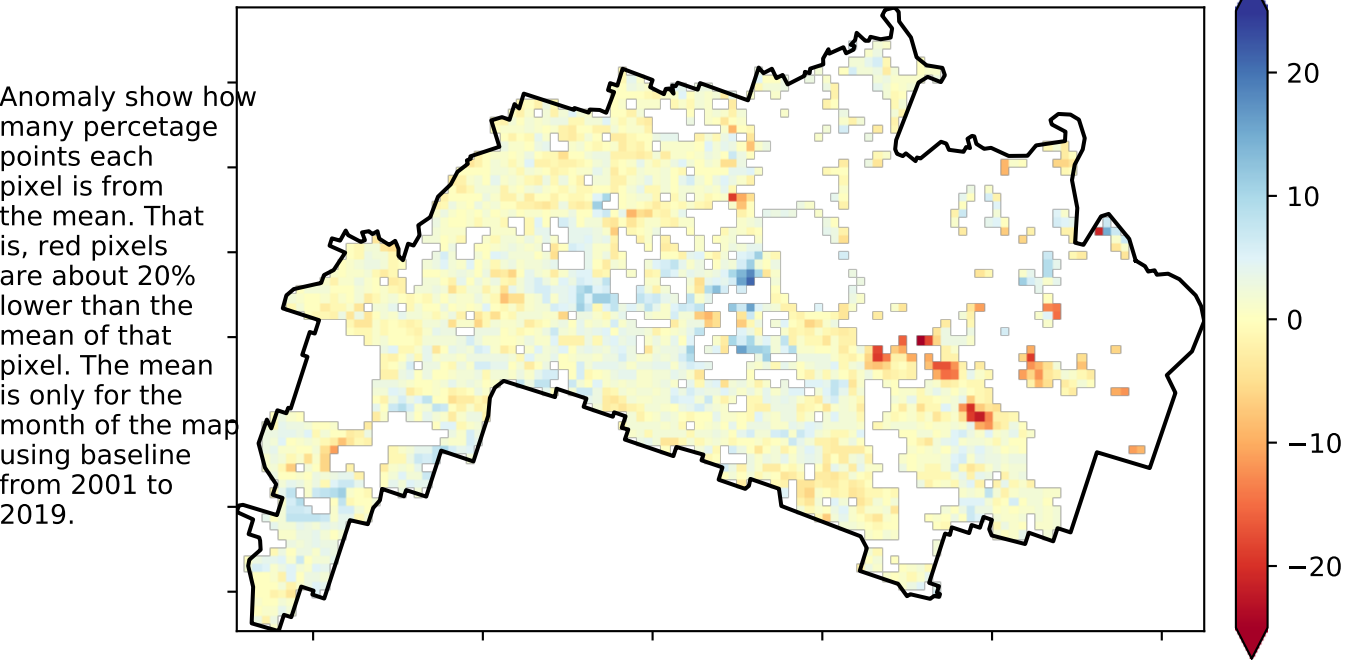 Anomaly show how
many percetage
points each
pixel is from
the mean. That
is, red pixels
are about 20%
lower than the
mean of that
pixel. The mean
is only for the
month of the map
using baseline
from 2001 to
2019.
20
10
0
−10
−20